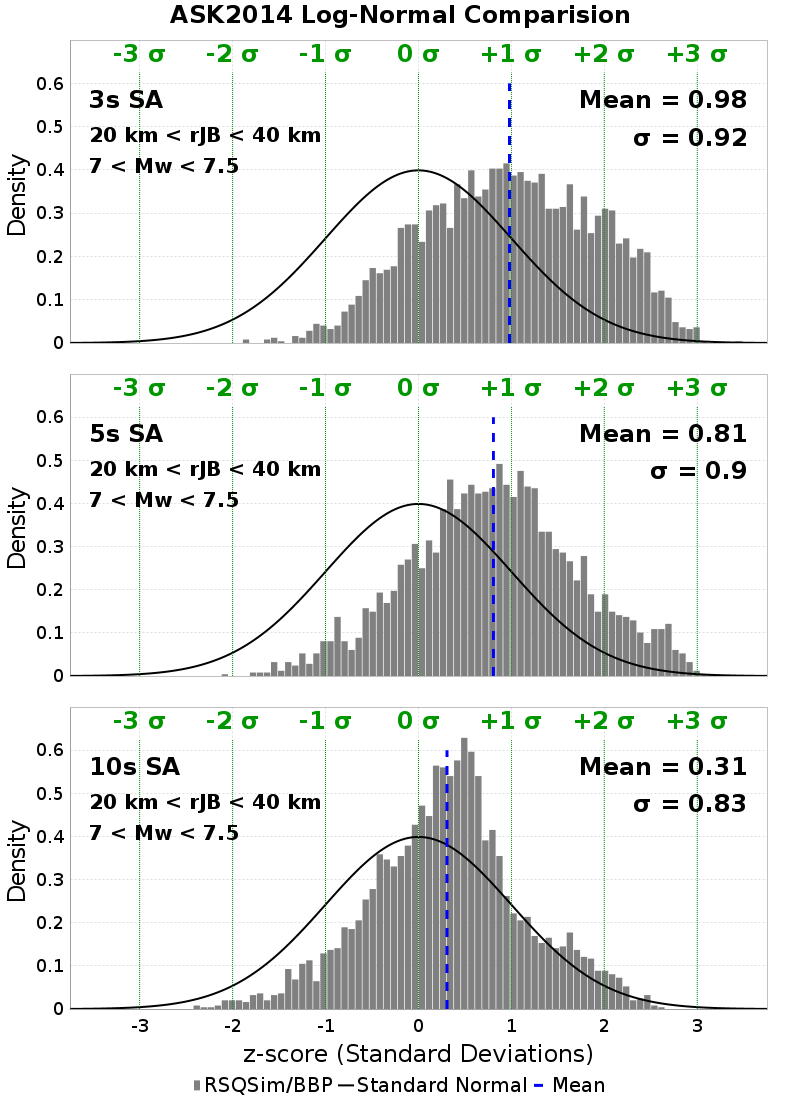 ASK2014 Log-Normal Comparision
-3 σ -2 σ -1 σ 0 σ +1 σ +2 σ +3 σ
0.6
3s SA Mean = 0.98
0.5
20 km < rJB < 40 km σ = 0.92
7 < Mw < 7.5
0.4
0.3
0.2
0.1
0
Density
-3 σ -2 σ -1 σ 0 σ +1 σ +2 σ +3 σ
0.6
5s SA Mean = 0.81
0.5
20 km < rJB < 40 km σ = 0.9
7 < Mw < 7.5
0.4
0.3
0.2
0.1
0
Density
-3 σ -2 σ -1 σ 0 σ +1 σ +2 σ +3 σ
0.6
10s SA Mean = 0.31
0.5
20 km < rJB < 40 km σ = 0.83
7 < Mw < 7.5
0.4
0.3
0.2
0.1
0
Density
-3 -2 -1 0 1 2 3
z-score (Standard Deviations)
RSQSim/BBP Standard Normal Mean